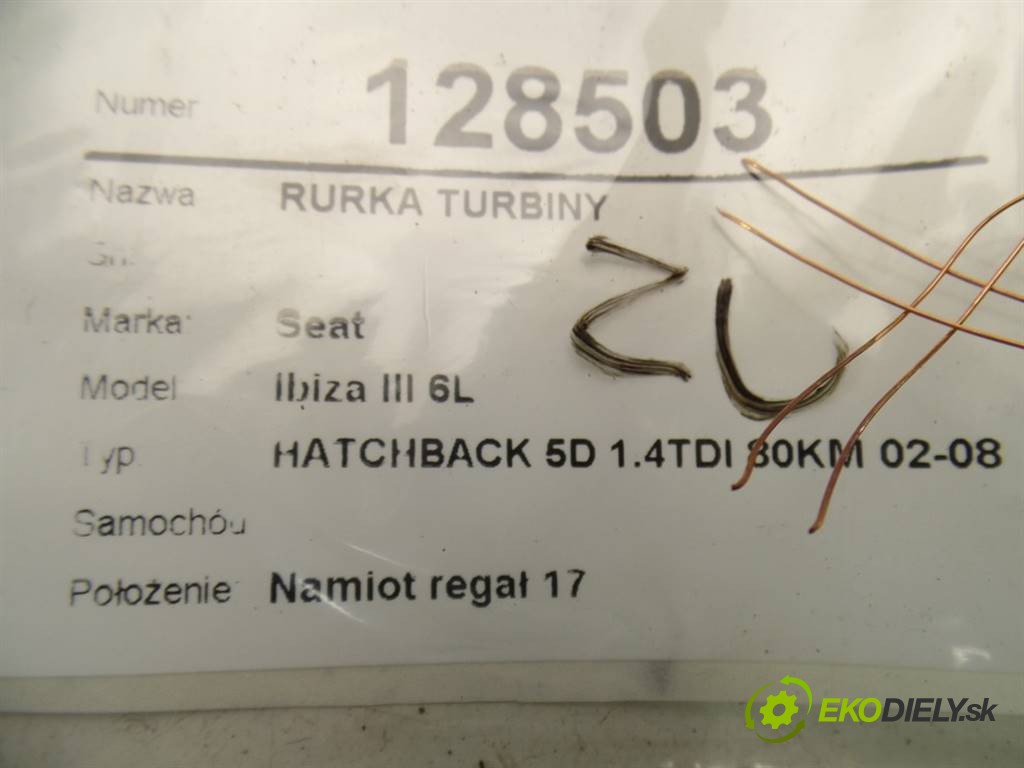 Numer 128503
Nazwa RURKA TURBINY
ZU
Marka: Seat
Model Ibiza III 6L
Typ HATCHBACK 5D 1.4TDI 80KM 02-08
Samochód
Położenie: Namiot regał 17
EKODIELY.sk